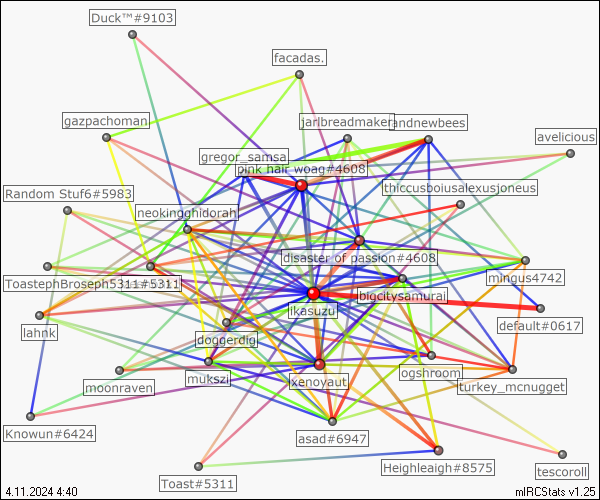 Duck™#9103
facadas.
gazpachoman
jarlbreadmaker
andnewbees
avelicious
gregor_samsa
pink hair woag#4608
thiccusboiusalexusjoneus
Random Stuf6#5983
neokingghidorah
disaster of passion#4608
ToastephBroseph5311#5311
mingus4742
bigcitysamurai
ikasuzu
default#0617
lahhk
doggerdig
ogshroom
mukszi
xenoyaut
turkey_mcnugget
moonraven
Knowun#6424
asad#6947
Heighleaigh#8575
tescoroll
Toast#5311
4.11.2024 4:40
mIRCStats v1.25